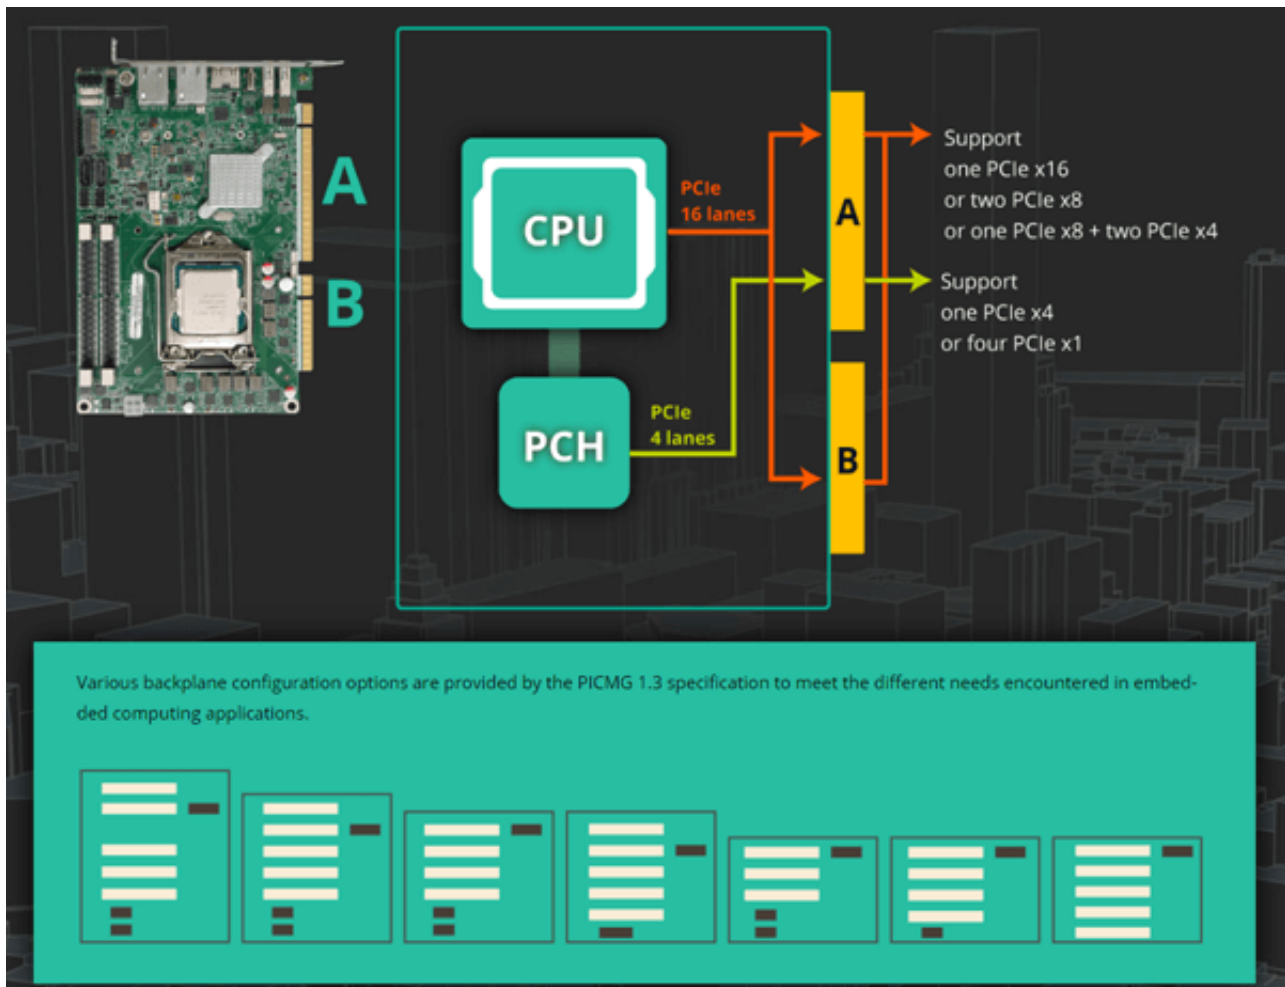 A
B
CPU
PCIe
16 lanes
PCH
PCIe
4 lanes
A
B
Support
one PCIe x16
or two PCIe x8
or one PCIe x8 + two PCIe x4
Support
one PCIe x4
or four PCIe x1
Various backplane configuration options are provided by the PICMG 1.3 specification to meet the different needs encountered in embed-
ded computing applications.